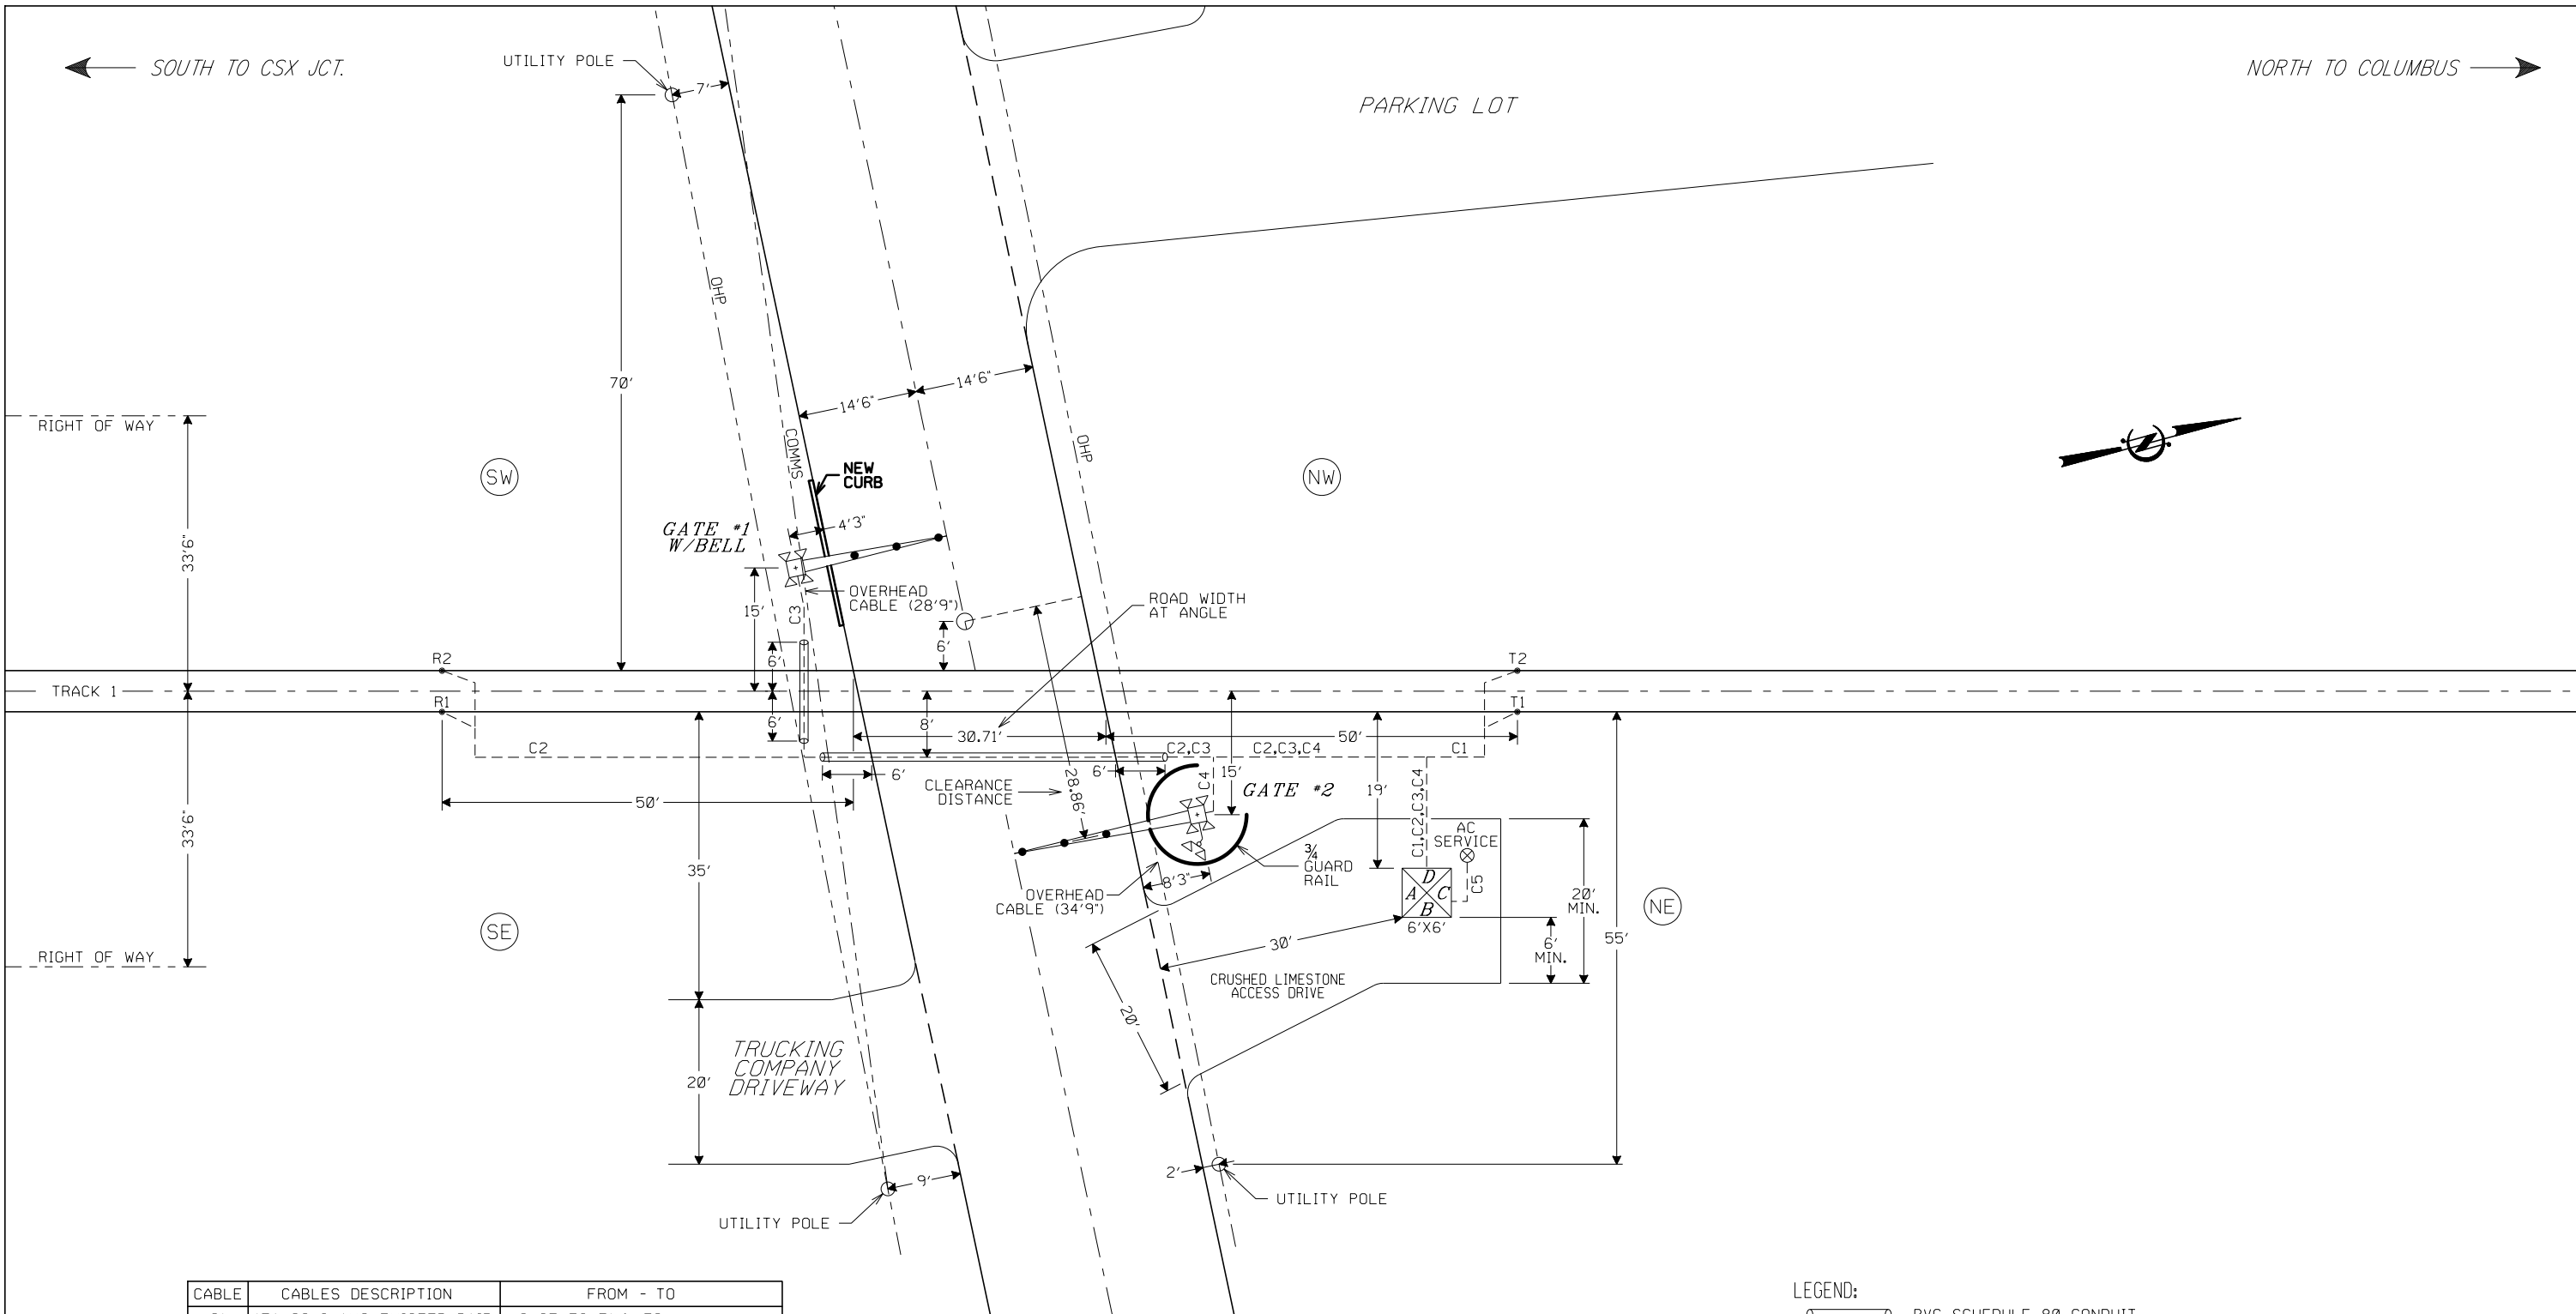 SOUTH TO CSX JCT.
UTILITY POLE
7'
NORTH TO COLUMBUS
PARKING LOT
OHP
70'
14'6"
14'6"
RIGHT OF WAY
COMMS
OHP
SW
NEW
CURB
NW
4'3"
GATE #1
W/BELL
33'6"
OVERHEAD
CABLE (28'9")
15'
C3
ROAD WIDTH
AT ANGLE
6'
6'
R2
T2
TRACK 1
R1
T1
6'
8'
30.71'
50'
C2
C2,C3
C2,C3,C4
C1
6'
6'
15'
C4
CLEARANCE
DISTANCE
28.86'
GATE #2
19'
50'
C1,C2,C3,C4
33'6"
AC
SERVICE
3/4
GUARD
RAIL
35'
8'3"
OVERHEAD
CABLE (34'9")
D
A
C
B
C5
6'X6'
20'
MIN.
NE
SE
30'
6'
MIN.
55'
RIGHT OF WAY
CRUSHED LIMESTONE
ACCESS DRIVE
20'
TRUCKING
COMPANY
DRIVEWAY
20'
9'
2'
UTILITY POLE
UTILITY POLE
CABLE CABLES DESCRIPTION FROM - TO
LEGEND:
PVC SCHEDULE 80 CONDUIT